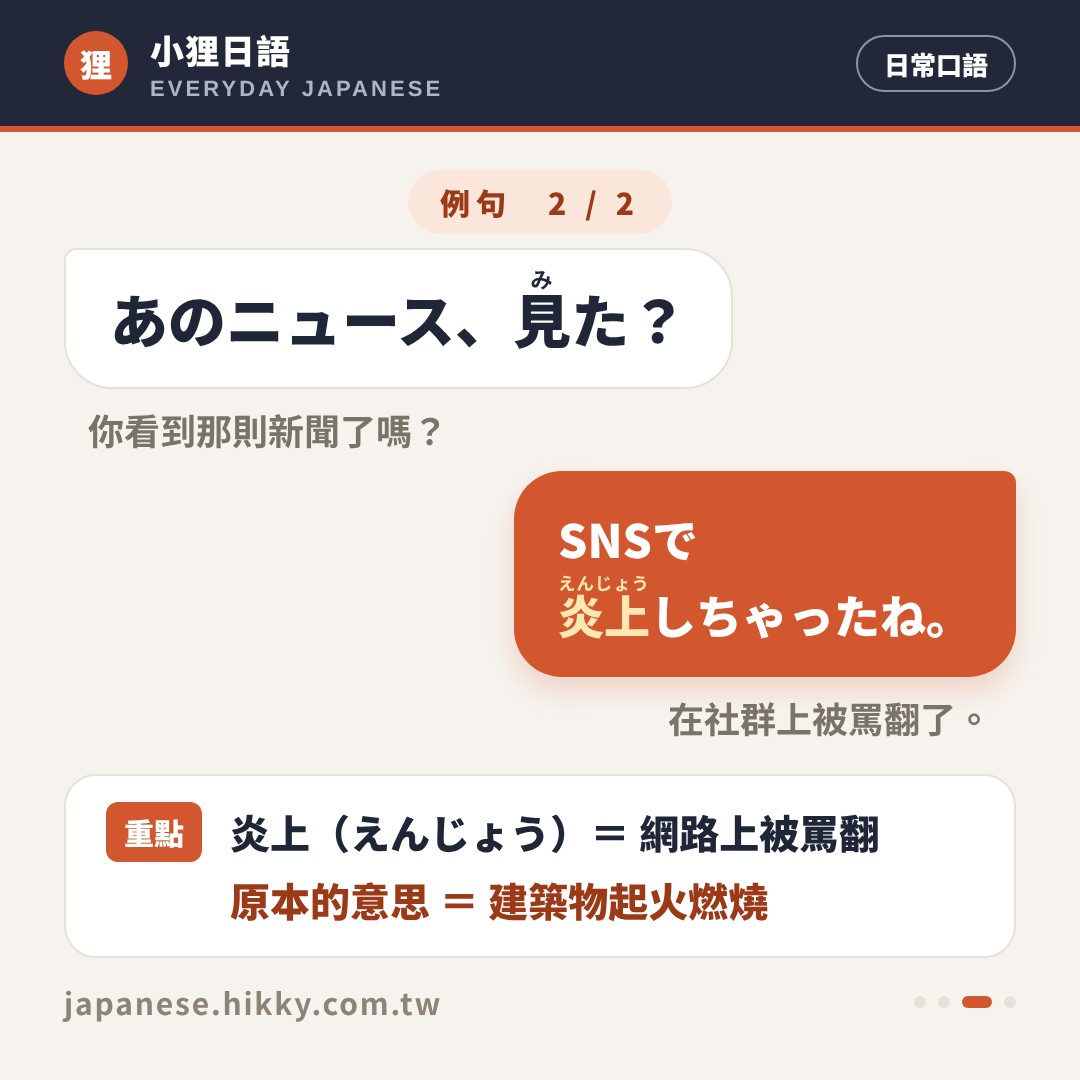 狸
小狸日語
EVERYDAY JAPANESE
日常口語
例句 2 / 2
み
あのニュース、見た？
你看到那則新聞了嗎？
SNSで
えんじょう
炎上しちゃったね。
在社群上被罵翻了。
重點
炎上（えんじょう）＝ 網路上被罵翻
原本的意思 ＝ 建築物起火燃燒
japanese.hikky.com.tw